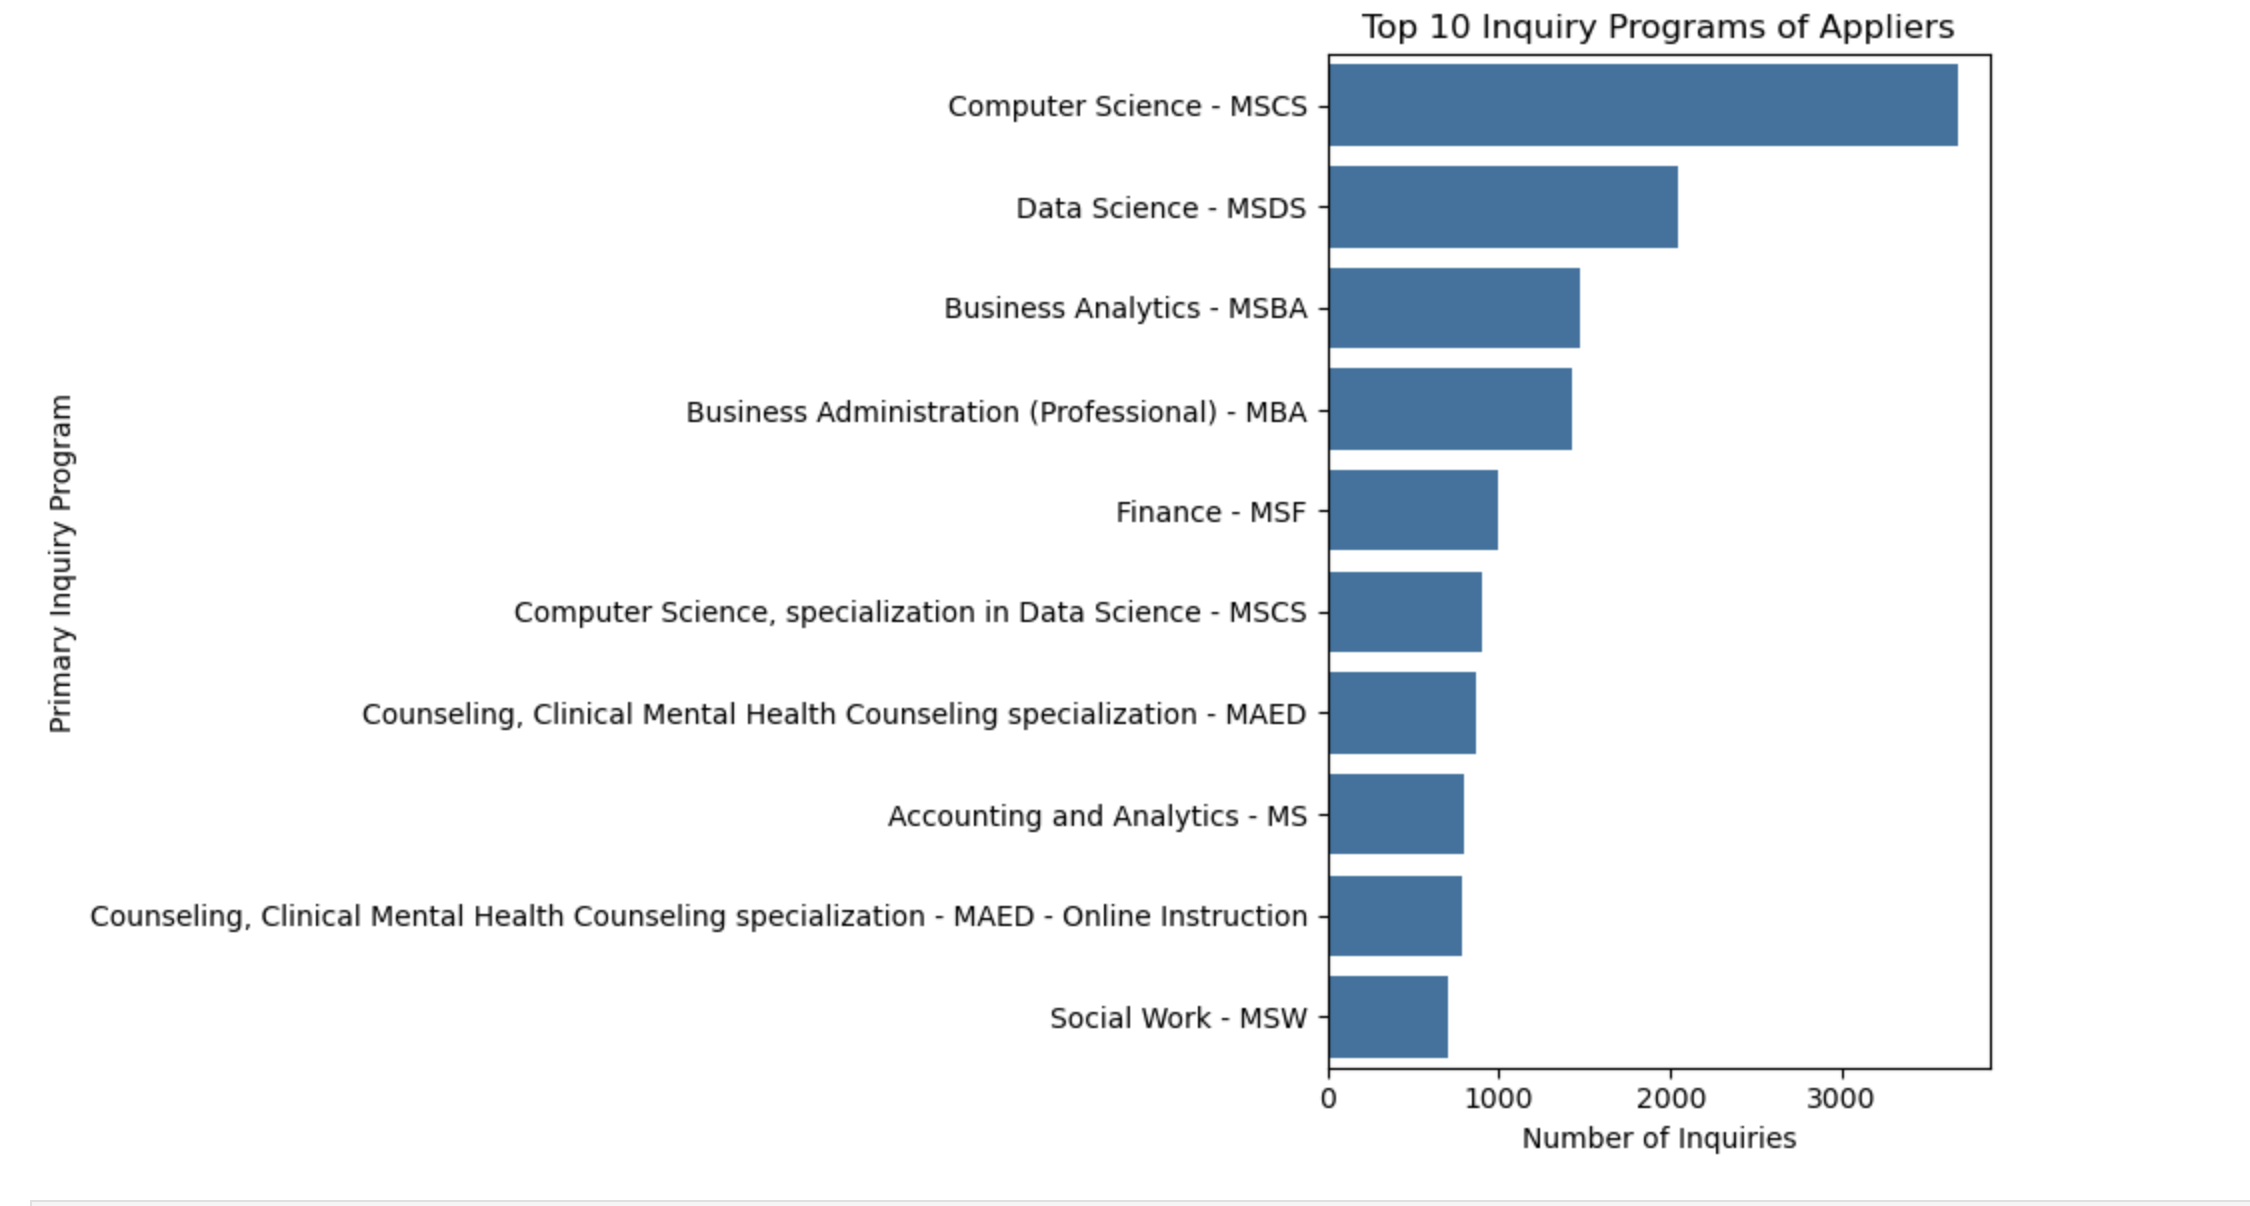 Top 10 Inquiry Programs of Appliers
Primary Inquiry Program
Computer Science - MSCS
Data Science - MSDS
Business Analytics - MSBA
Business Administration (Professional) - MBA
Finance - MSF
Computer Science, specialization in Data Science - MSCS
Counseling, Clinical Mental Health Counseling specialization - MAED
Accounting and Analytics - MS
Counseling, Clinical Mental Health Counseling specialization - MAED - Online Instruction
Social Work - MSW
0 1000 2000 3000
Number of Inquiries